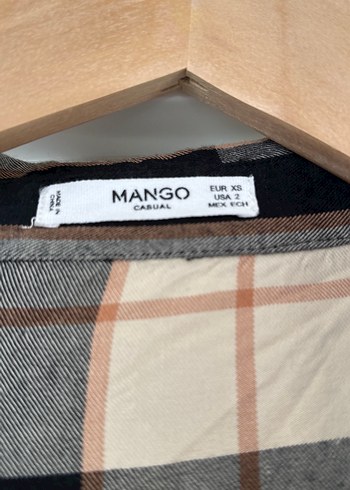 MADE IN
CHINA
MANGO
CASUAL
EUR XS
USA 2
MEX. ECH